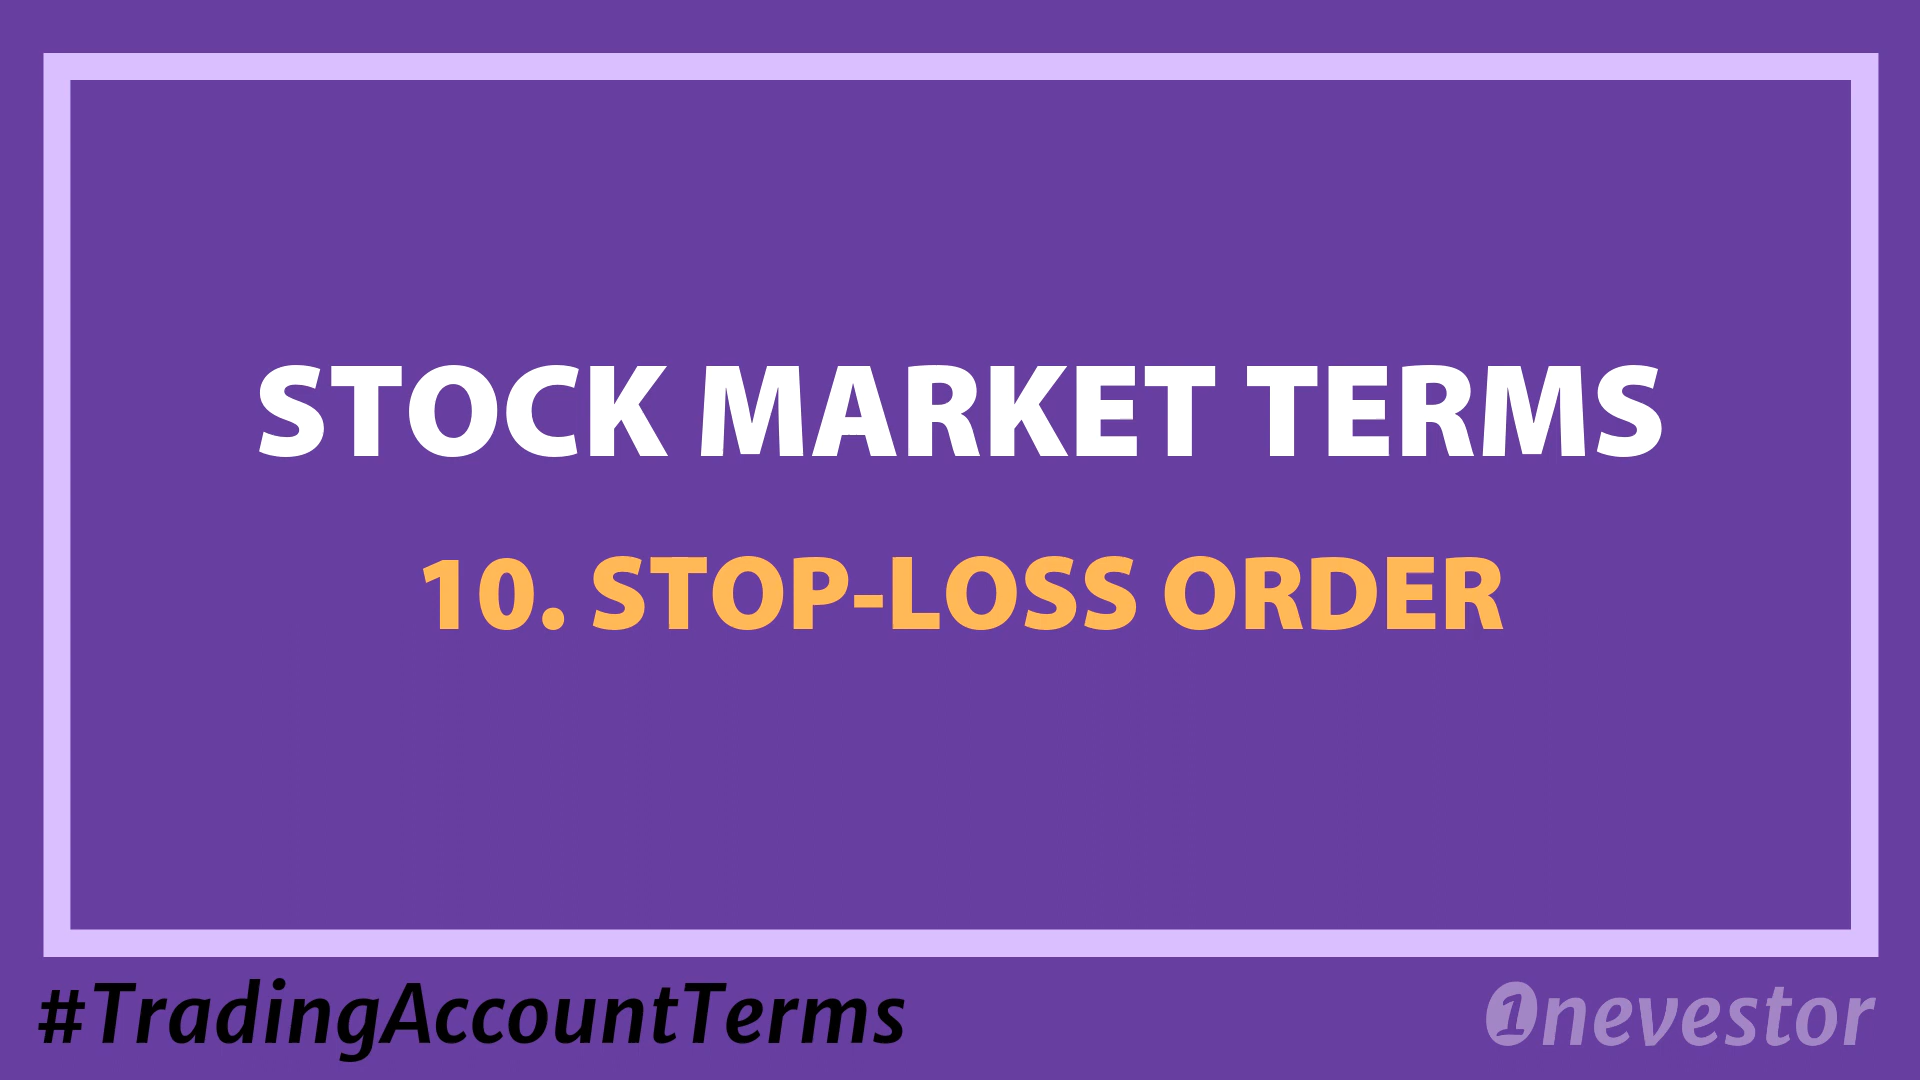 STOCK MARKET TERMS
10. STOP-LOSS ORDER
#TradingAccountTerms
1nevestor